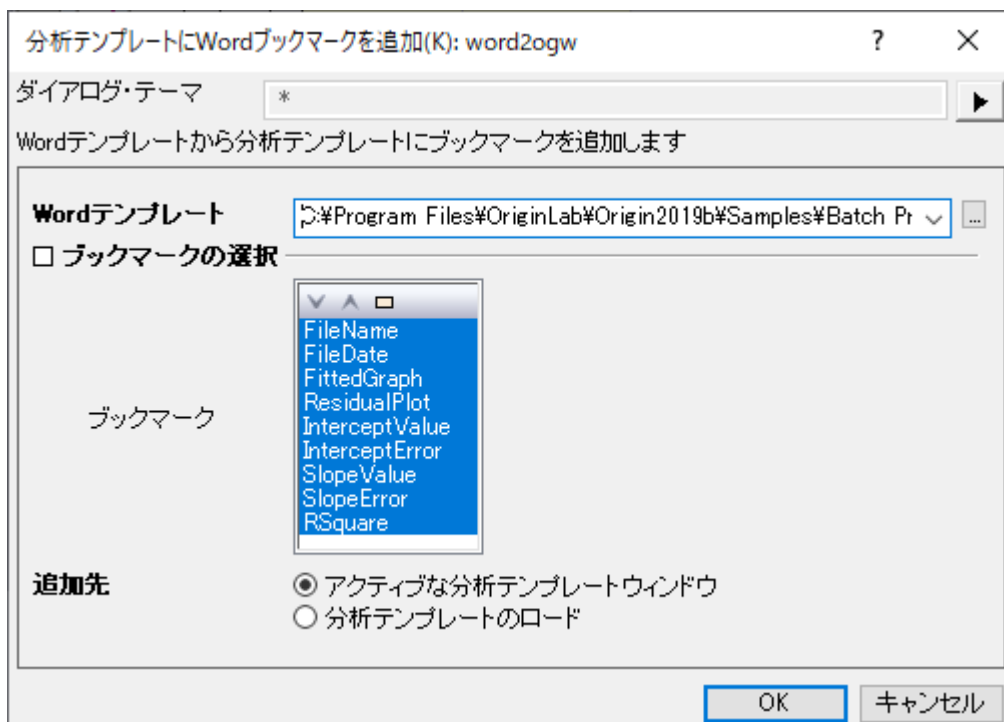 分析テンプレートにWordブックマークを追加(K): word2ogw ?
ダイアログ・テーマ *
Wordテンプレートから分析テンプレートにブックマークを追加します
Wordテンプレート C:¥Program Files¥OriginLab¥Origin2019b¥Samples¥Batch Pr ...
ブックマークの選択
FileName
FileDate
FittedGraph
ResidualPlot
ブックマーク
InterceptValue
InterceptError
SlopeValue
SlopeError
RSquare
追加先 アクティブな分析テンプレートウィンドウ
分析テンプレートのロード
OK キャンセル